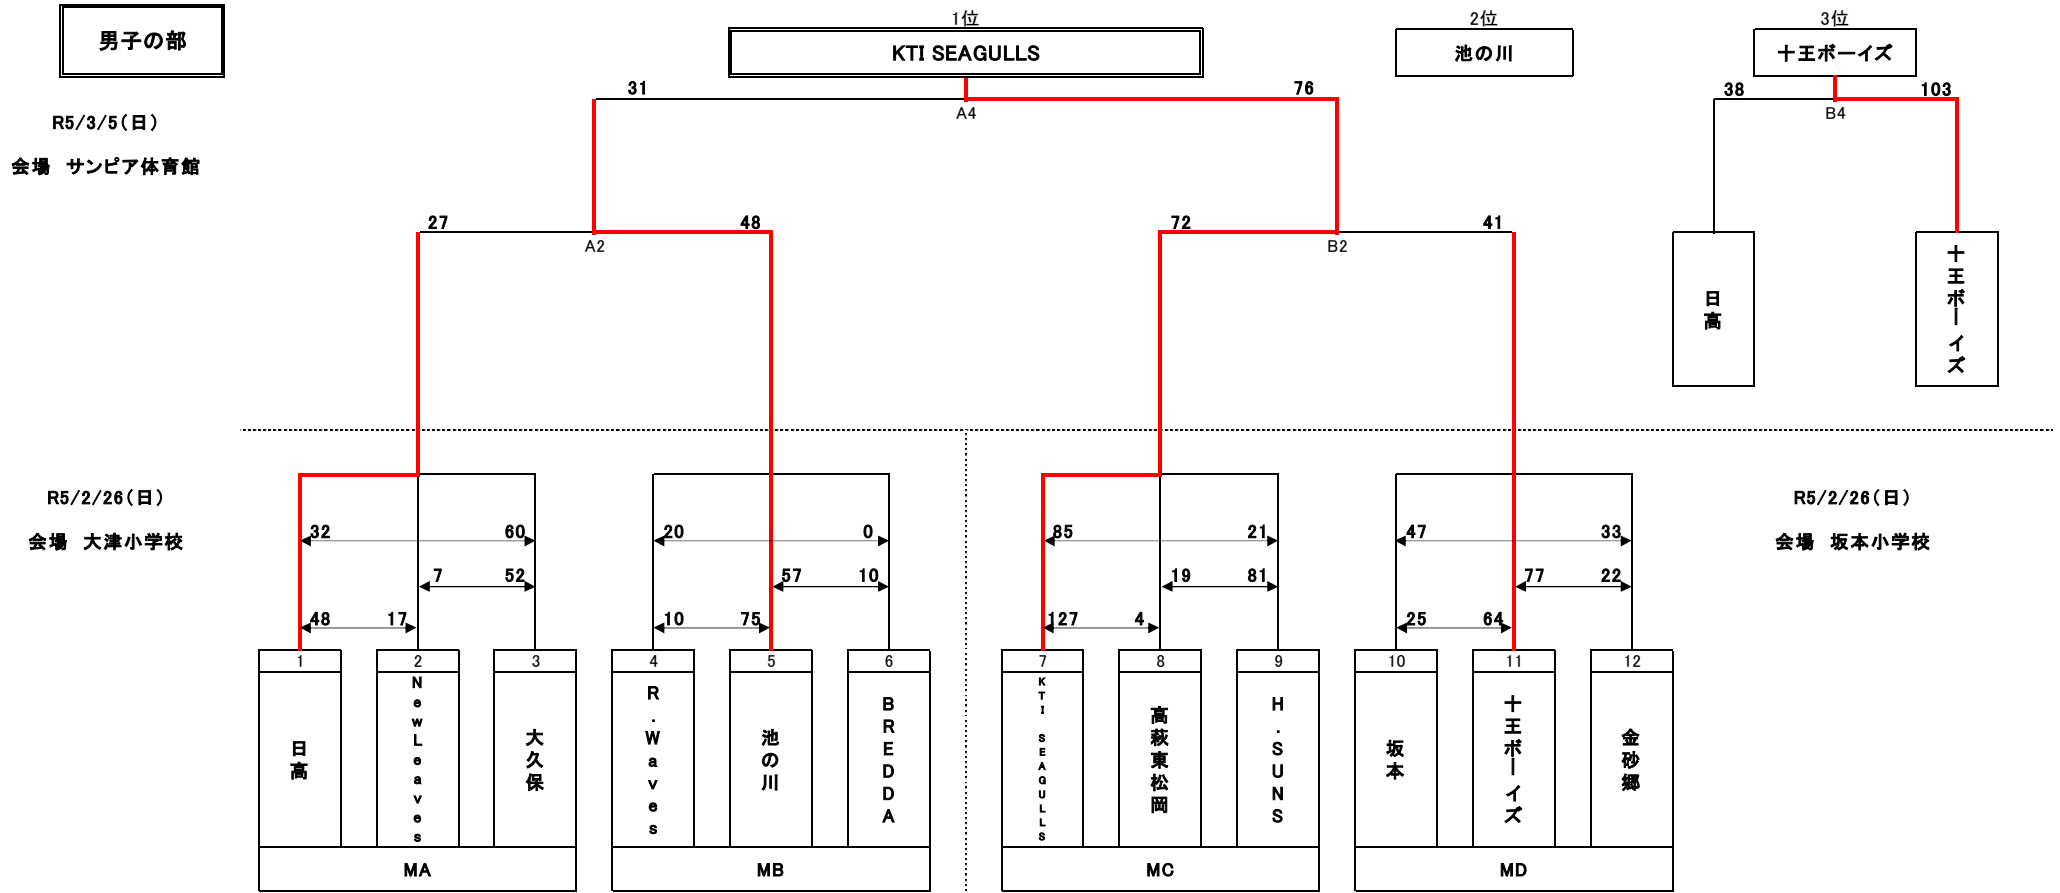 男子の部
1位
2位
3位
KTI SEAGULLS
池の川
十王ボーイズ
31
76
38
103
A4
B4
R5/3/5(日)
会場 サンピア体育館
27
48
72
41
A2
B2
日高
十王ボーイズ
R5/2/26(日)
会場 大津小学校
R5/2/26(日)
会場 坂本小学校
32
60
20
0
85
21
47
33
7
52
57
10
19
81
77
22
48
17
10
75
127
4
25
64
1
2
3
4
5
6
7
8
9
10
11
12
日高
NewLeaves
大久保
R.Waves
池の川
BREDDA
KTI SEAGULLS
高萩東松岡
H.SUNS
坂本
十王ボーイズ
金砂郷
MA
MB
MC
MD